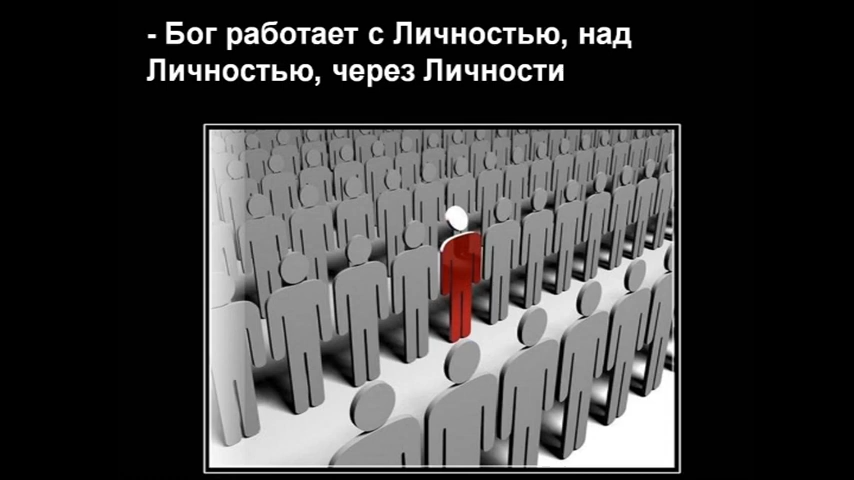 - Бог работает с Личностью, над
Личностью, через Личности